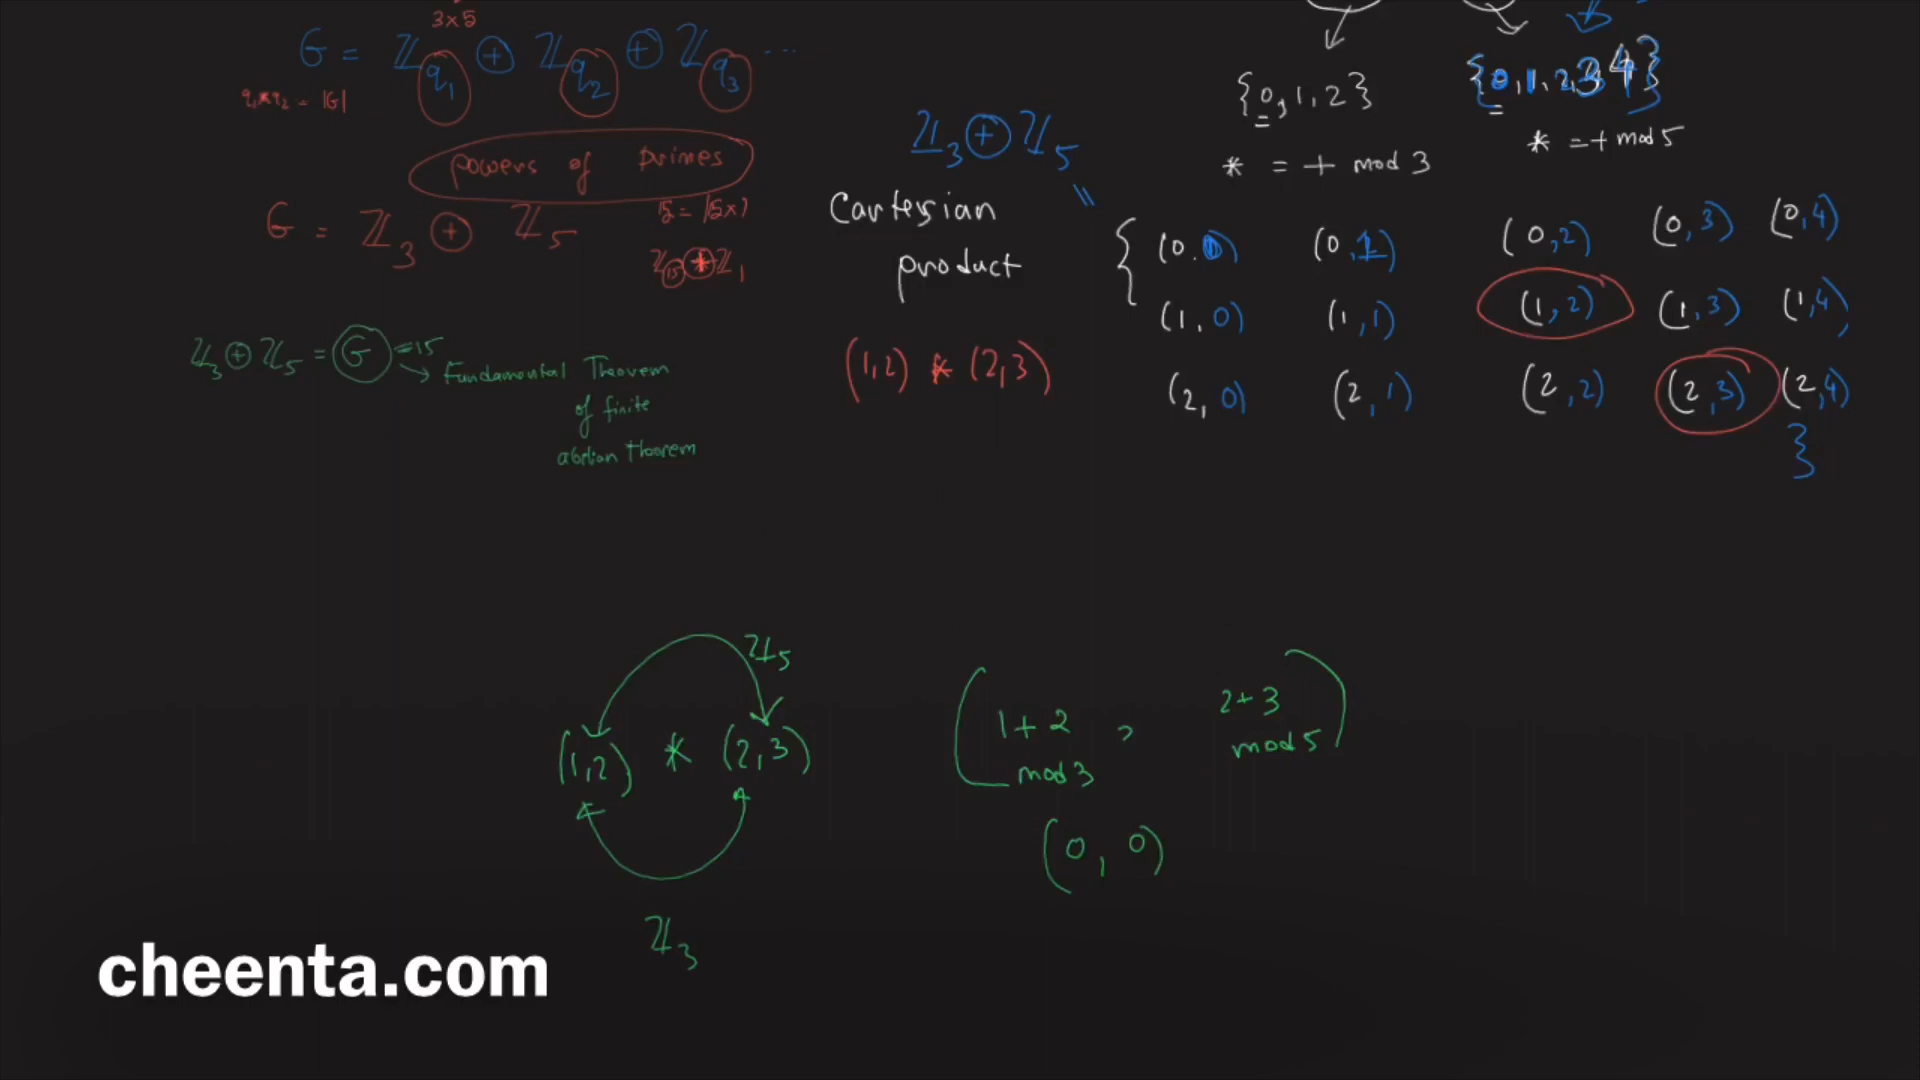 3×5
G = ℤq₁ ⊕ ℤq₂ ⊕ ℤq₃ ...
q₁*q₂ = |G|
powers of primes
G = ℤ₃ ⊕ ℤ₅
15 = 15×1
ℤ₁₅ ⊛ ℤ₁
ℤ₃ ⊕ ℤ₅ = G =15
→ Fundamental Theorem
of finite
abelian theorem
ℤ₃ ⊕ ℤ₅
Cartesian
product
(1,2) * (2,3)
{0,1,2}
* = + mod 3
{0,1,2,3,4}
* = + mod 5
{ (0,0) (0,1) (0,2) (0,3) (0,4)
(1,0) (1,1) (1,2) (1,3) (1,4)
(2,0) (2,1) (2,2) (2,3) (2,4)
}
ℤ₅
(1,2) * (2,3)
ℤ₃
(1+2 , 2+3)
mod 3 mod 5
(0,0)
cheenta.com